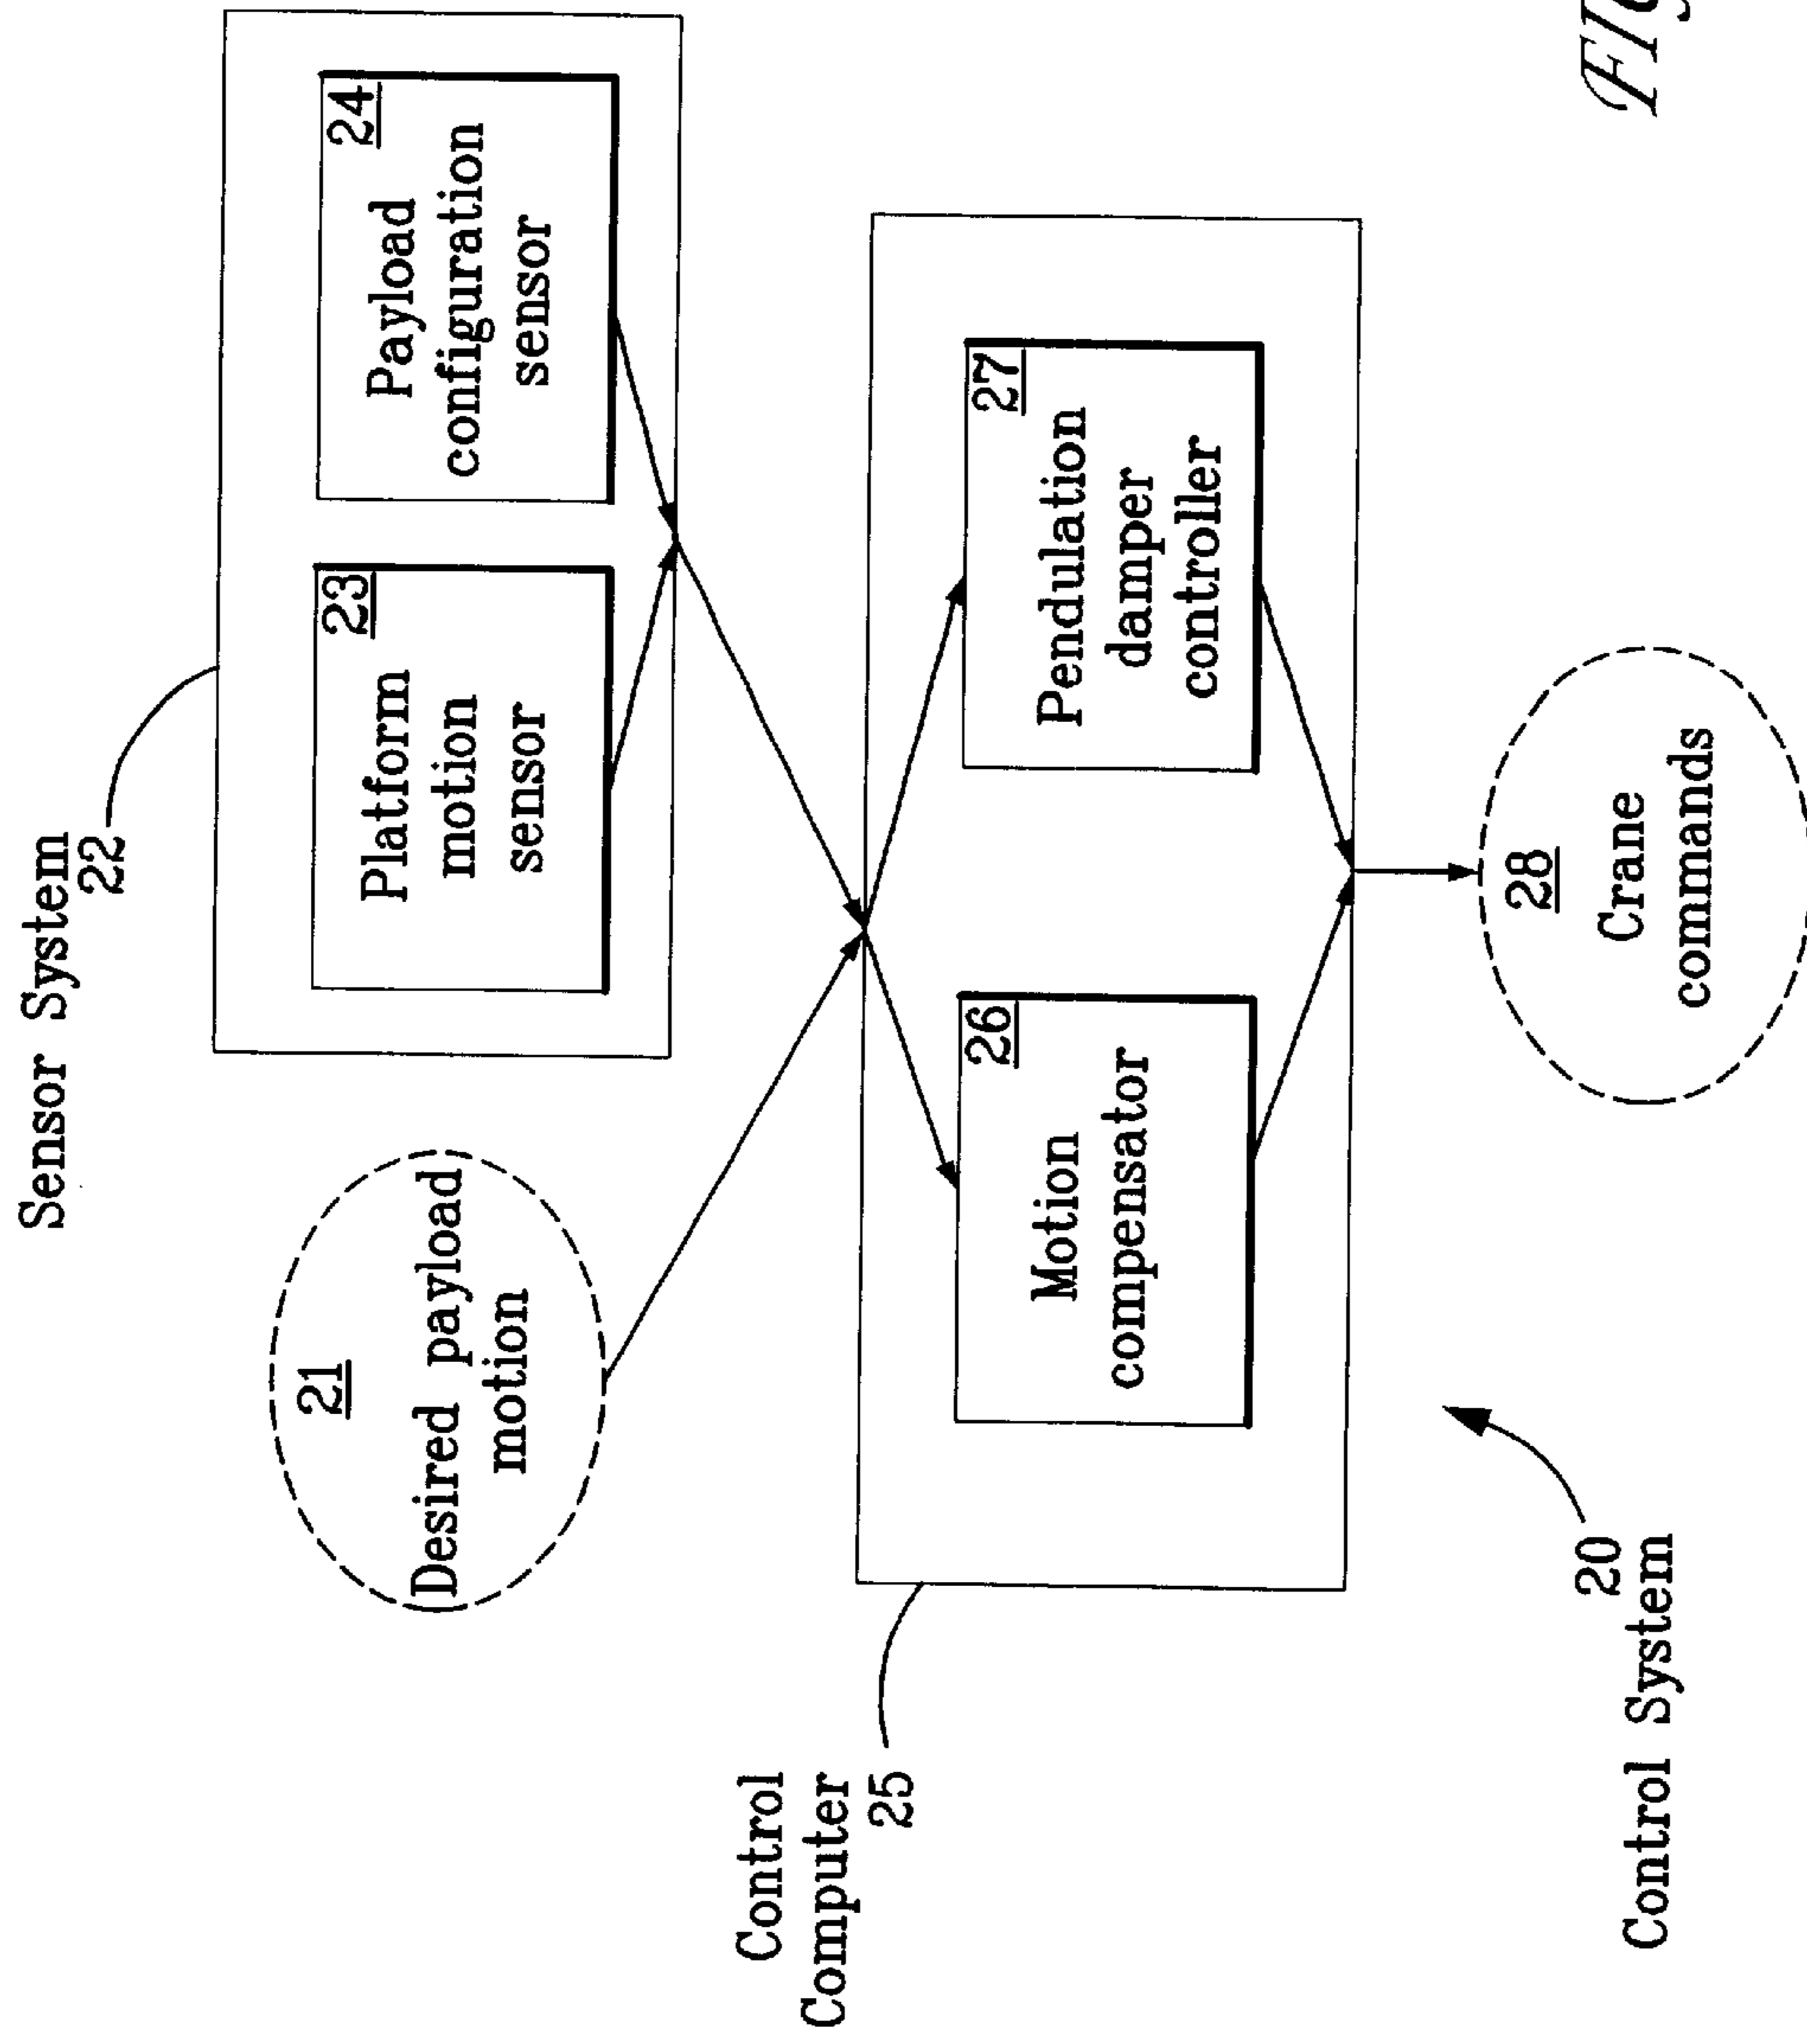 Sensor System
22
23
Platform
motion
sensor
24
Payload
configuration
sensor
21
Desired payload
motion
Control
Computer
25
26
Motion
compensator
27
Pendulation
damper
controller
28
Crane
commands
20
Control System